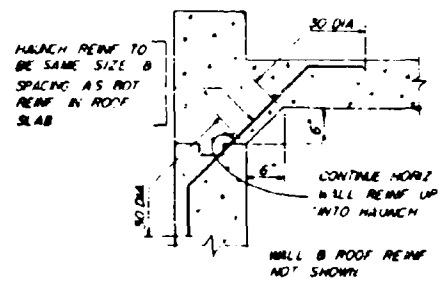 30 DIA
HAUNCH REINF TO
BE SAME SIZE &
SPACING AS BOT
REINF IN ROOF
SLAB
6"
6"
CONTINUE HORIZ
WALL REINF UP
INTO HAUNCH
30 DIA
WALL & ROOF REINF
NOT SHOWN